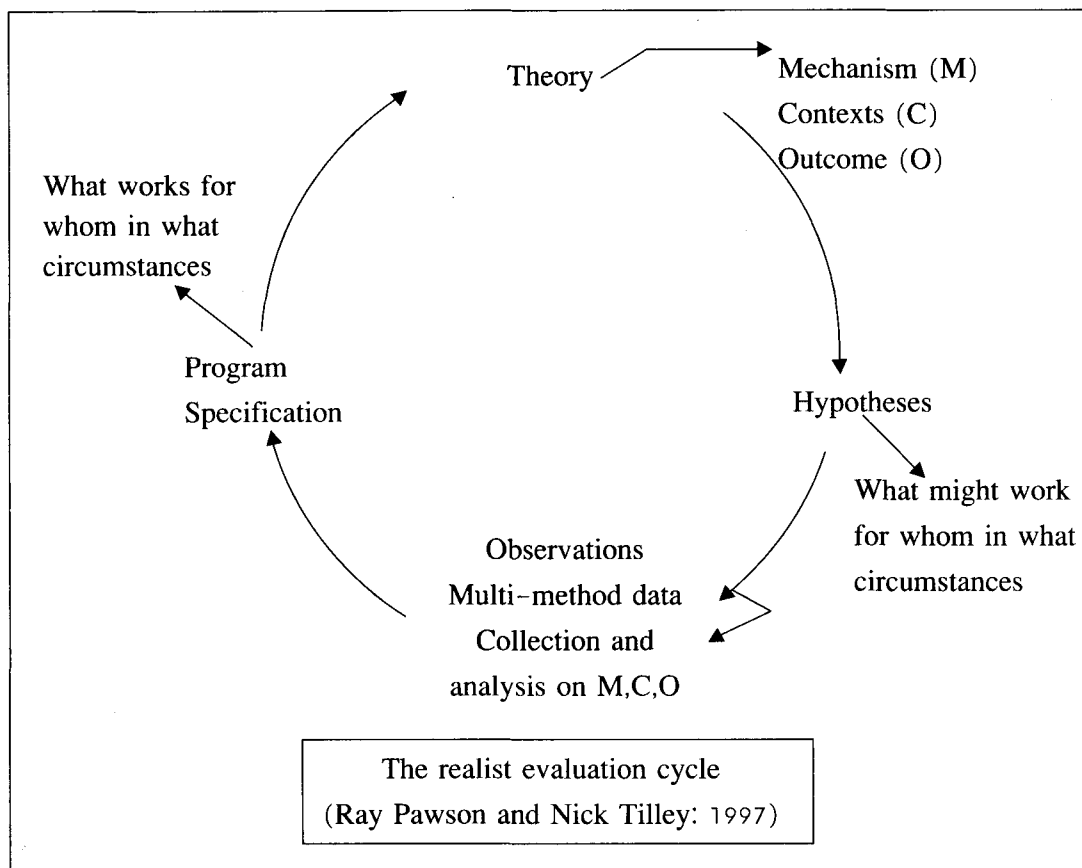 Theory
Mechanism (M)
Contexts (C)
Outcome (O)
What works for
whom in what
circumstances
Program
Specification
Hypotheses
What might work
for whom in what
circumstances
Observations
Multi-method data
Collection and
analysis on M,C,O
The realist evaluation cycle
(Ray Pawson and Nick Tilley: 1997)